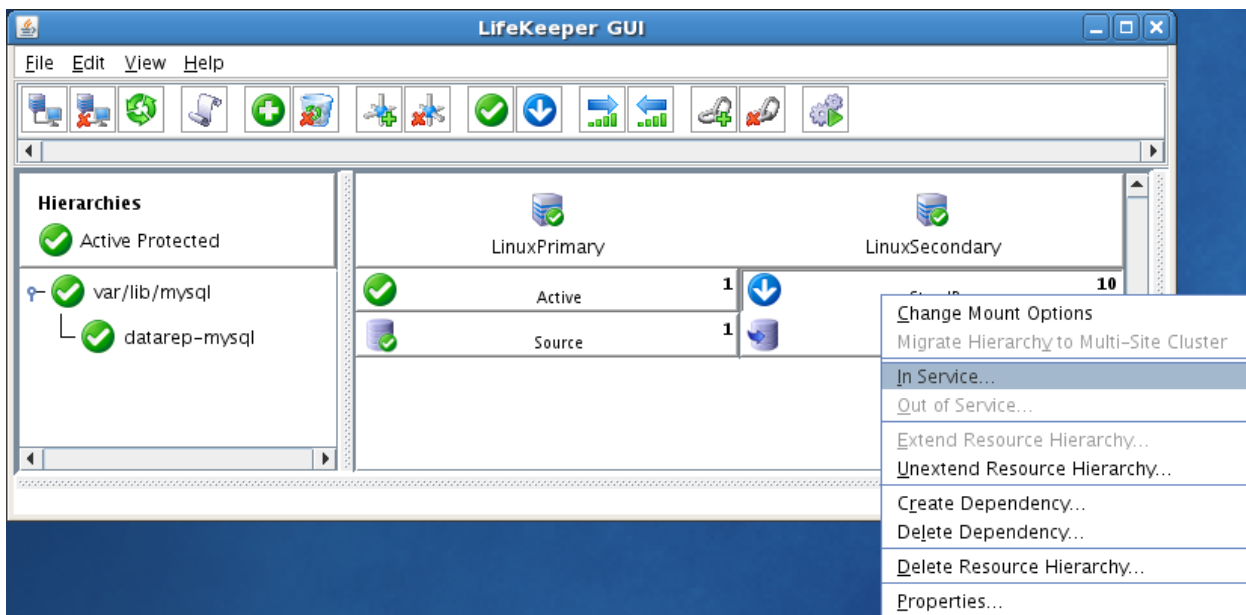 LifeKeeper GUI
File Edit View Help
Hierarchies
Active Protected
LinuxPrimary
LinuxSecondary
var/lib/mysql
Active 1
10
datarep-mysql
Source 1
Change Mount Options
Migrate Hierarchy to Multi-Site Cluster
In Service...
Out of Service...
Extend Resource Hierarchy...
Unextend Resource Hierarchy...
Create Dependency...
Delete Dependency...
Delete Resource Hierarchy...
Properties...